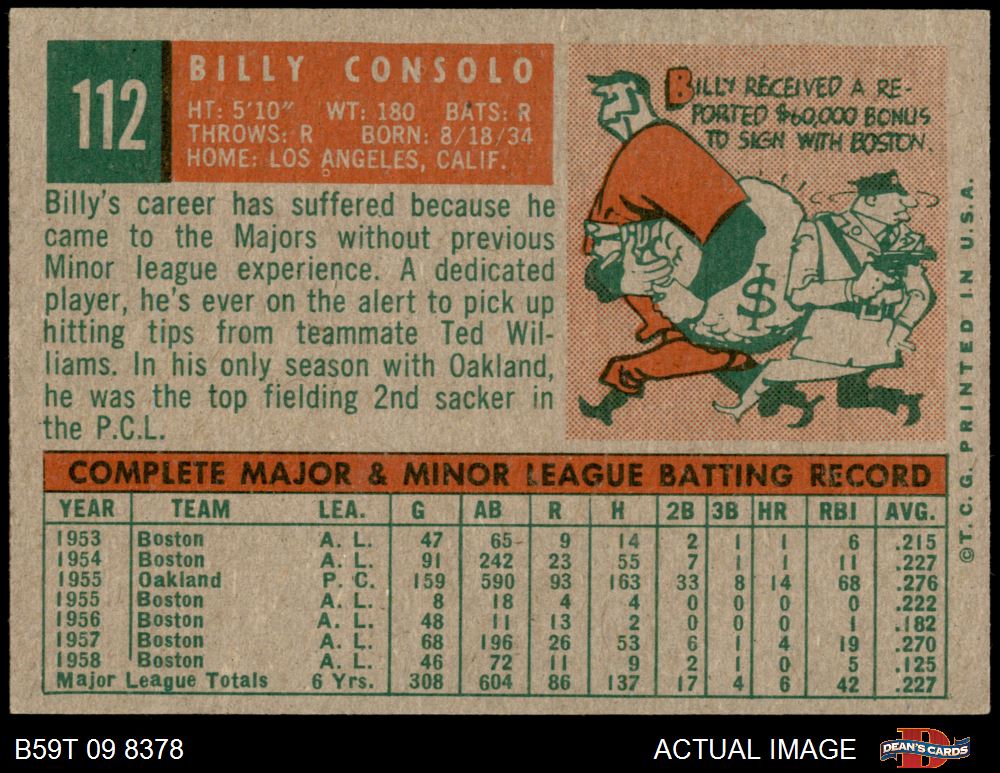 112
BILLY CONSOLO
HT: 5'10" WT: 180 BATS: R
THROWS: R BORN: 8/18/34
HOME: LOS ANGELES, CALIF.
Billy's career has suffered because he
came to the Majors without previous
Minor league experience. A dedicated
player, he's ever on the alert to pick up
hitting tips from teammate Ted Wil-
liams. In his only season with Oakland,
he was the top fielding 2nd sacker in
the P.C.L.
BILLY RECEIVED A RE-
PORTED $60,000 BONUS
TO SIGN WITH BOSTON.
$
© T. C. G. PRINTED IN U.S.A.
COMPLETE MAJOR & MINOR LEAGUE BATTING RECORD
YEAR TEAM LEA. G AB R H 2B 3B HR RBI AVG.
1953 Boston A. L. 47 65 9 14 2 1 1 6 .215
1954 Boston A. L. 91 242 23 55 7 1 1 11 .227
1955 Oakland P. C. 159 590 93 163 33 8 14 68 .276
1955 Boston A. L. 8 18 4 4 0 0 0 0 .222
1956 Boston A. L. 48 11 13 2 0 0 0 1 .182
1957 Boston A. L. 68 196 26 53 6 1 4 19 .270
1958 Boston A. L. 46 72 11 9 2 1 0 5 .125
Major League Totals 6 Yrs. 308 604 86 137 17 4 6 42 .227
B59T 09 8378
ACTUAL IMAGE
DEAN'S CARDS